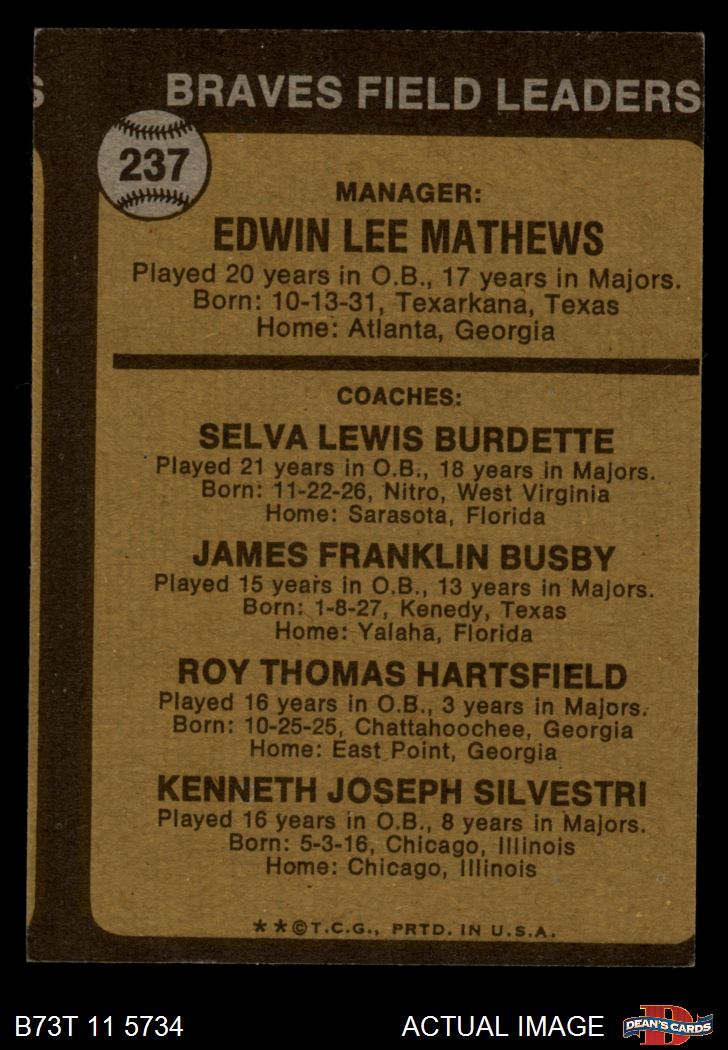 S
BRAVES FIELD LEADERS
237
MANAGER:
EDWIN LEE MATHEWS
Played 20 years in O.B., 17 years in Majors.
Born: 10-13-31, Texarkana, Texas
Home: Atlanta, Georgia
COACHES:
SELVA LEWIS BURDETTE
Played 21 years in O.B., 18 years in Majors.
Born: 11-22-26, Nitro, West Virginia
Home: Sarasota, Florida
JAMES FRANKLIN BUSBY
Played 15 years in O.B., 13 years in Majors.
Born: 1-8-27, Kenedy, Texas
Home: Yalaha, Florida
ROY THOMAS HARTSFIELD
Played 16 years in O.B., 3 years in Majors.
Born: 10-25-25, Chattahoochee, Georgia
Home: East Point, Georgia
KENNETH JOSEPH SILVESTRI
Played 16 years in O.B., 8 years in Majors.
Born: 5-3-16, Chicago, Illinois
Home: Chicago, Illinois
**©T.C.G., PRTD. IN U.S.A.
B73T 11 5734
ACTUAL IMAGE
D
DEAN'S CARDS